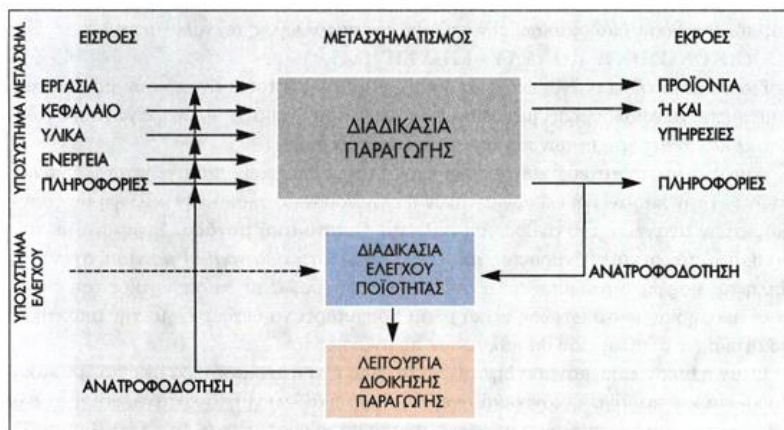 ΕΙΣΡΟΕΣ
ΜΕΤΑΣΧΗΜΑΤΙΣΜΟΣ
ΕΚΡΟΕΣ
ΥΠΟΣΥΣΤΗΜΑ ΜΕΤΑΣΧΗΜ.
ΕΡΓΑΣΙΑ
ΚΕΦΑΛΑΙΟ
ΥΛΙΚΑ
ΕΝΕΡΓΕΙΑ
ΠΛΗΡΟΦΟΡΙΕΣ
ΔΙΑΔΙΚΑΣΙΑ
ΠΑΡΑΓΩΓΗΣ
ΠΡΟΪΟΝΤΑ
Ή ΚΑΙ
ΥΠΗΡΕΣΙΕΣ
ΠΛΗΡΟΦΟΡΙΕΣ
ΥΠΟΣΥΣΤΗΜΑ
ΕΛΕΓΧΟΥ
ΔΙΑΔΙΚΑΣΙΑ
ΕΛΕΓΧΟΥ
ΠΟΪΟΤΗΤΑΣ
ΑΝΑΤΡΟΦΟΔΟΤΗΣΗ
ΛΕΙΤΟΥΡΓΙΑ
ΔΙΟΙΚΗΣΗΣ
ΠΑΡΑΓΩΓΗΣ
ΑΝΑΤΡΟΦΟΔΟΤΗΣΗ